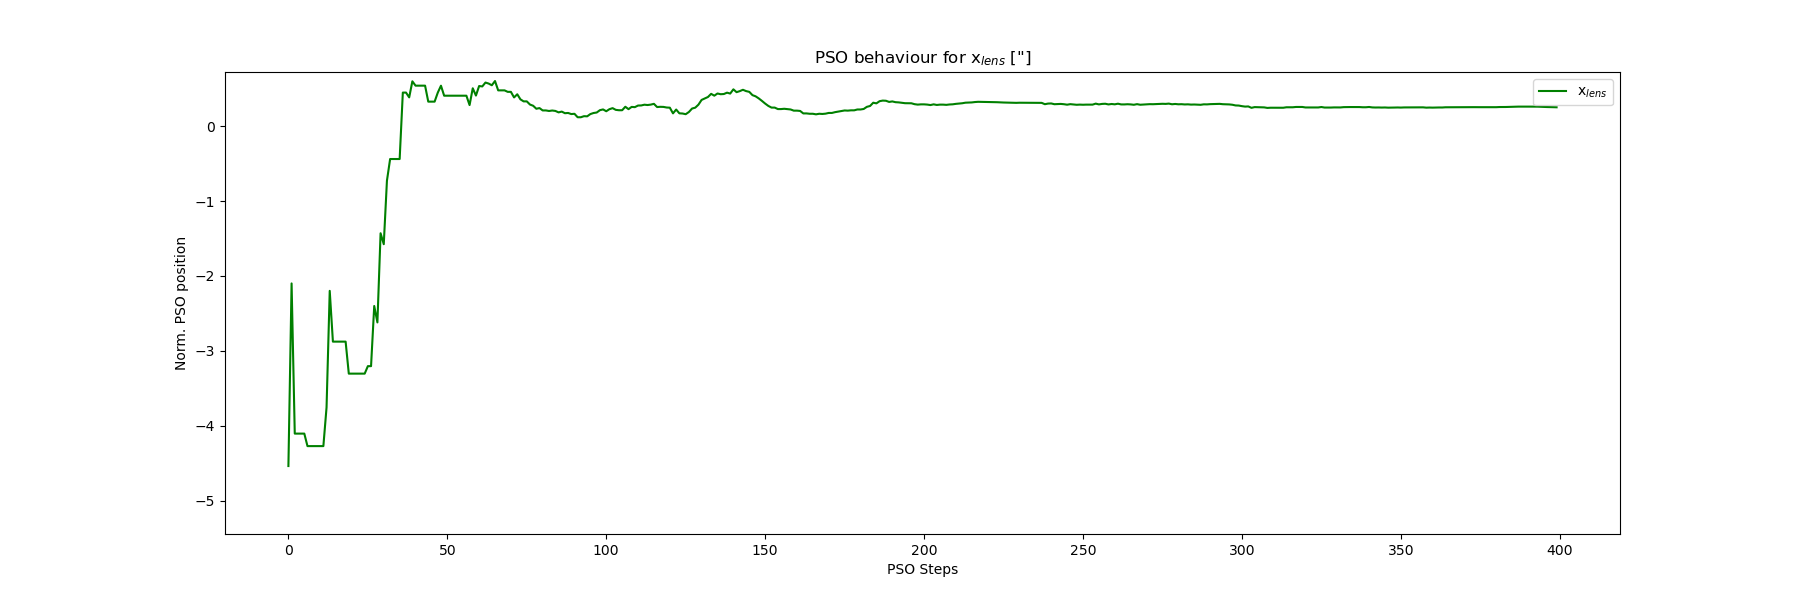 PSO behaviour for x_lens ["]
x_lens
0
−1
−2
−3
−4
−5
Norm. PSO position
0 50 100 150 200 250 300 350 400
PSO Steps